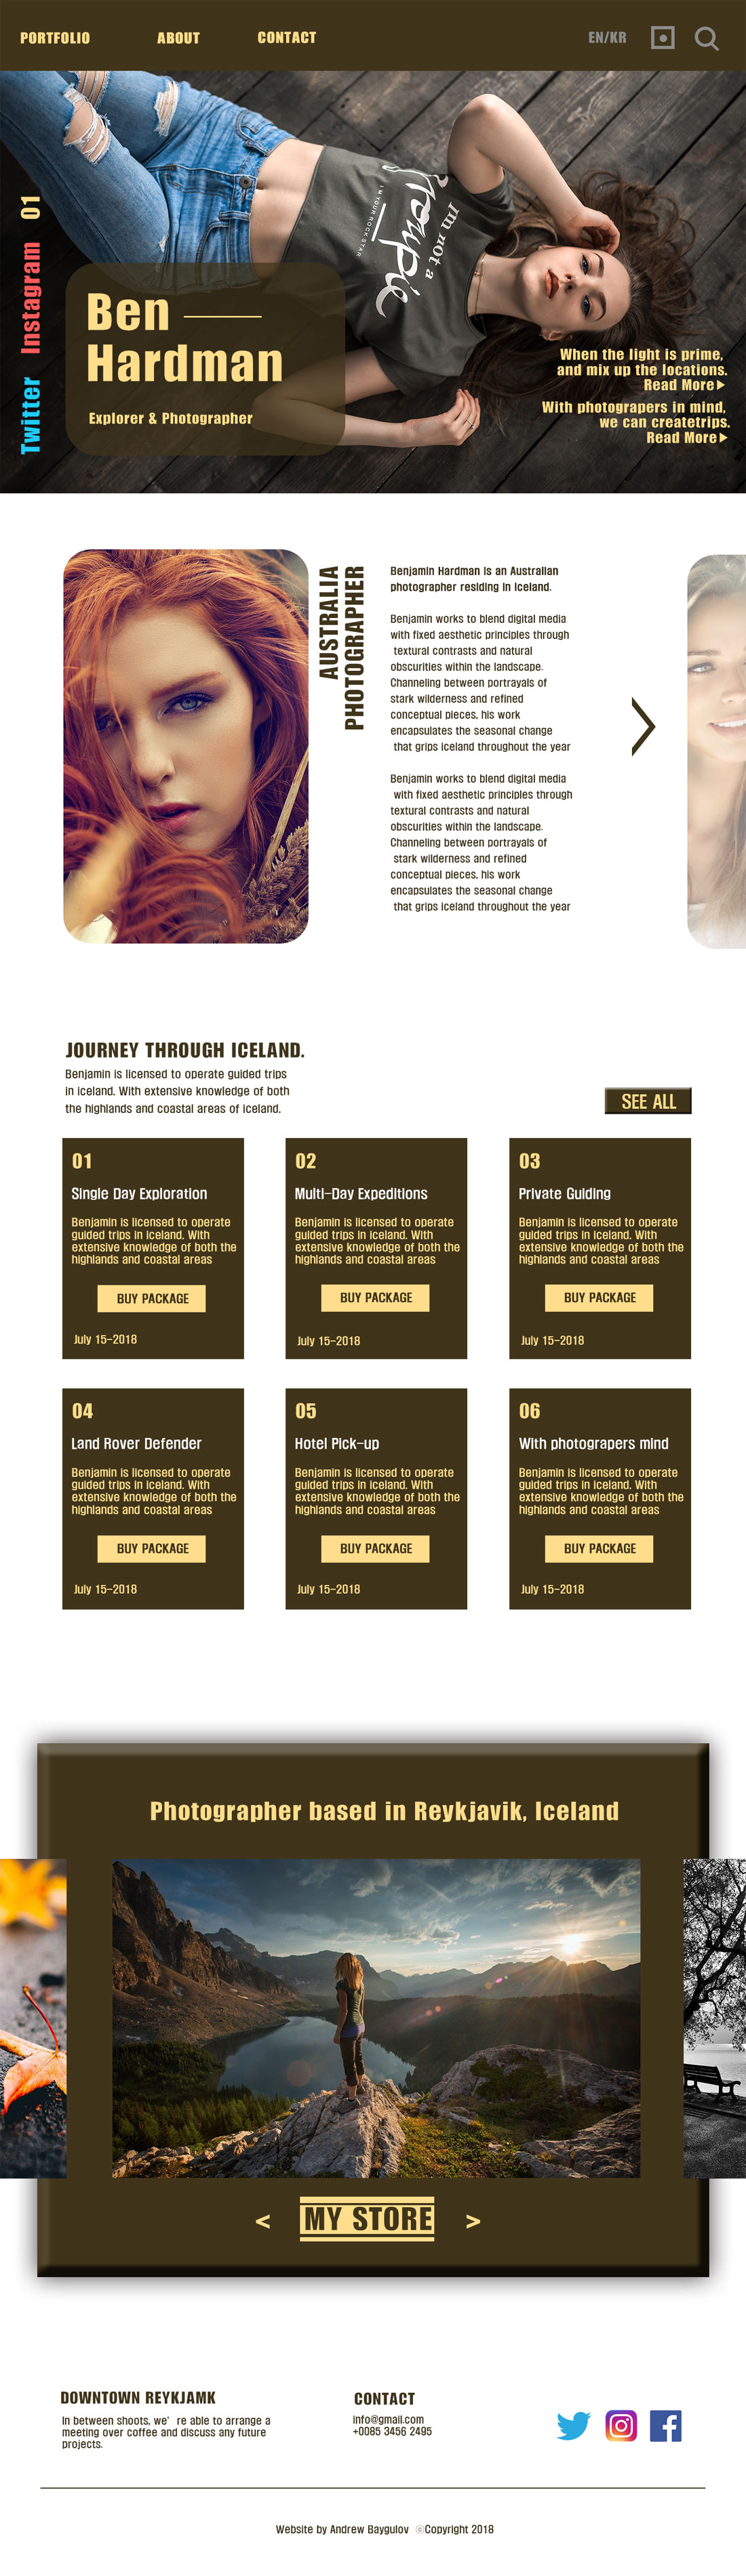 PORTFOLIO
ABOUT
CONTACT
EN/KR
01
Instagram
Twitter
I'm not a
I'M YOUR ROCK STAR
Ben
Hardman
Explorer & Photographer
When the light is prime,
and mix up the locations.
Read More
With photograpers in mind,
we can createtrips.
Read More
AUSTRALIA
PHOTOGRAPHER
Benjamin Hardman is an Australian
photographer residing in Iceland.
Benjamin works to blend digital media
with fixed aesthetic principles through
textural contrasts and natural
obscurities within the landscape.
Channeling between portrayals of
stark wilderness and refined
conceptual pieces, his work
encapsulates the seasonal change
that grips iceland throughout the year
Benjamin works to blend digital media
with fixed aesthetic principles through
textural contrasts and natural
obscurities within the landscape.
Channeling between portrayals of
stark wilderness and refined
conceptual pieces, his work
encapsulates the seasonal change
that grips iceland throughout the year
JOURNEY THROUGH ICELAND.
Benjamin is licensed to operate guided trips
in iceland. With extensive knowledge of both
the highlands and coastal areas of Iceland.
SEE ALL
01
Single Day Exploration
Benjamin is licensed to operate
guided trips in iceland. With
extensive knowledge of both the
highlands and coastal areas
BUY PACKAGE
July 15-2018
02
Multi-Day Expeditions
Benjamin is licensed to operate
guided trips in iceland. With
extensive knowledge of both the
highlands and coastal areas
BUY PACKAGE
July 15-2018
03
Private Guiding
Benjamin is licensed to operate
guided trips in iceland. With
extensive knowledge of both the
highlands and coastal areas
BUY PACKAGE
July 15-2018
04
Land Rover Defender
Benjamin is licensed to operate
guided trips in iceland. With
extensive knowledge of both the
highlands and coastal areas
BUY PACKAGE
July 15-2018
05
Hotel Pick-up
Benjamin is licensed to operate
guided trips in iceland. With
extensive knowledge of both the
highlands and coastal areas
BUY PACKAGE
July 15-2018
06
With photograpers mind
Benjamin is licensed to operate
guided trips in iceland. With
extensive knowledge of both the
highlands and coastal areas
BUY PACKAGE
July 15-2018
Photographer based in Reykjavik, Iceland
< MY STORE >
DOWNTOWN REYKJAMK
In between shoots, we' re able to arrange a
meeting over coffee and discuss any future
projects.
CONTACT
info@gmail.com
+0085 3456 2495
Website by Andrew Baygulov ©Copyright 2018